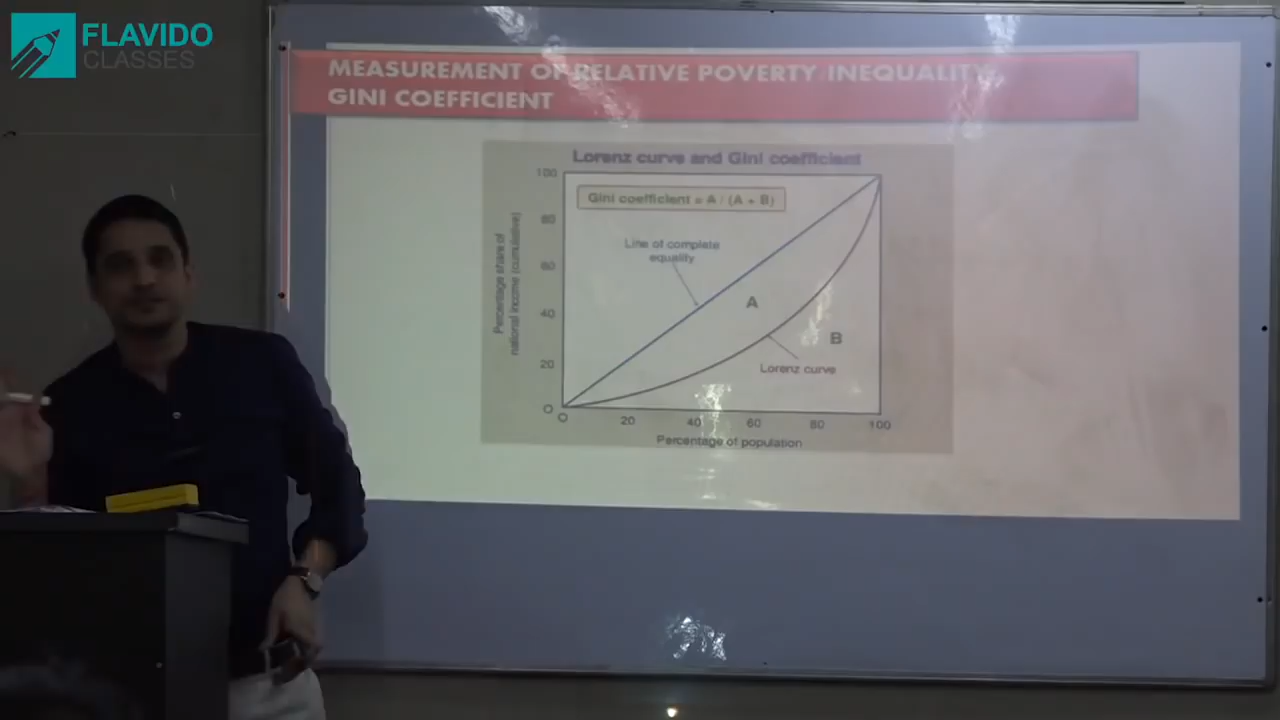 FLAVIDO
CLASSES
MEASUREMENT OF RELATIVE POVERTY/INEQUALITY-
GINI COEFFICIENT
Lorenz curve and Gini coefficient
Gini coefficient = A / (A + B)
Line of complete
equality
A
B
Lorenz curve
Percentage share of
national income (cumulative)
100
80
60
40
20
O
O 20 40 60 80 100
Percentage of population